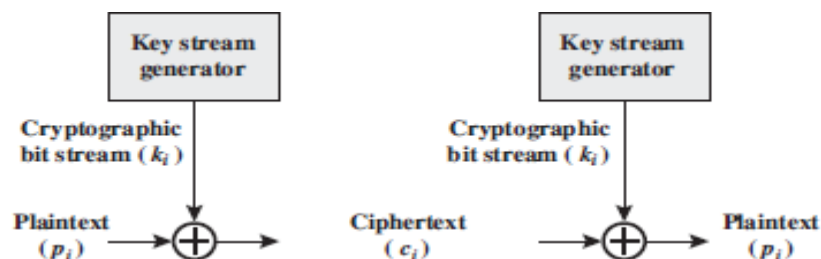 Key stream
generator
Key stream
generator
Cryptographic
bit stream ( kᵢ )
Cryptographic
bit stream ( kᵢ )
Plaintext
( pᵢ )
Ciphertext
( cᵢ )
Plaintext
( pᵢ )